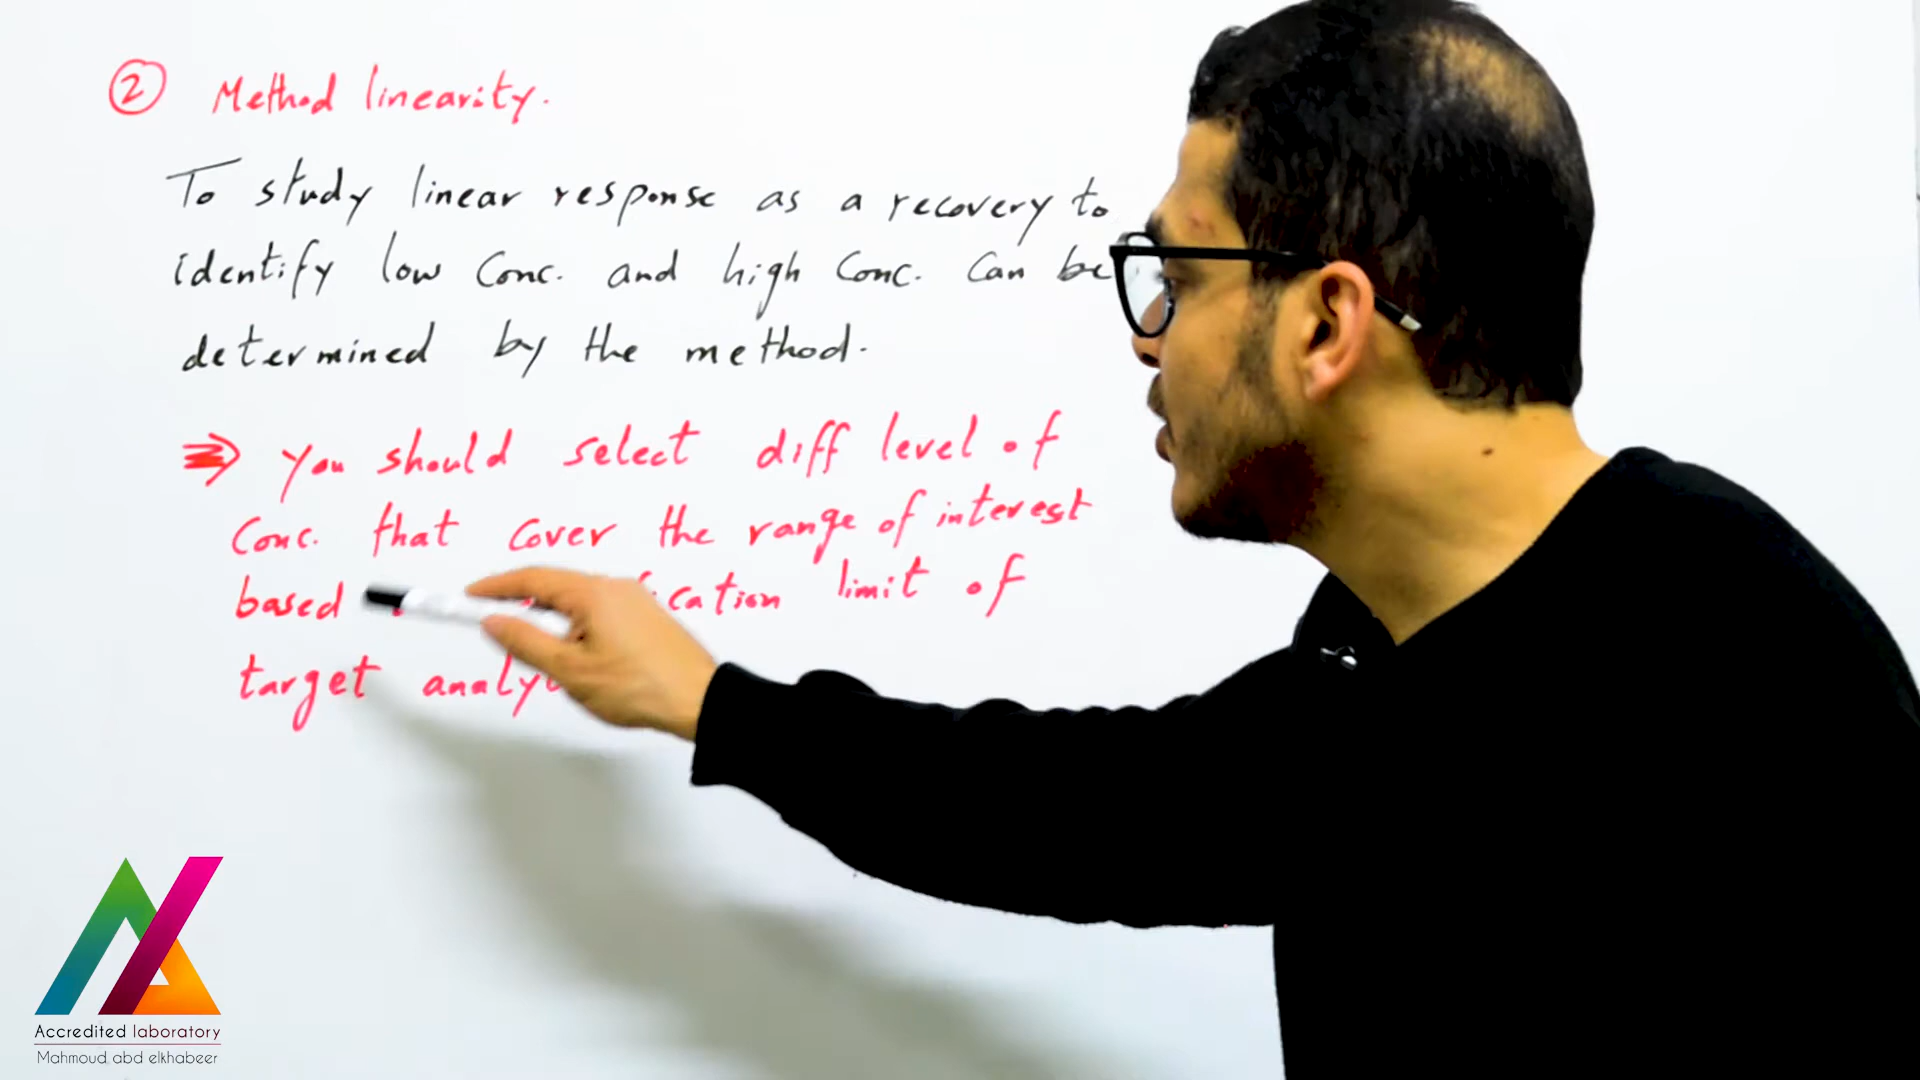 ② Method linearity.
To study linear response as a recovery to
identify low conc. and high conc. can be
determined by the method.
⇒ you should select diff level of
conc. that cover the range of interest
based limit of
target
Accredited laboratory
Mahmoud abd elkhabeer